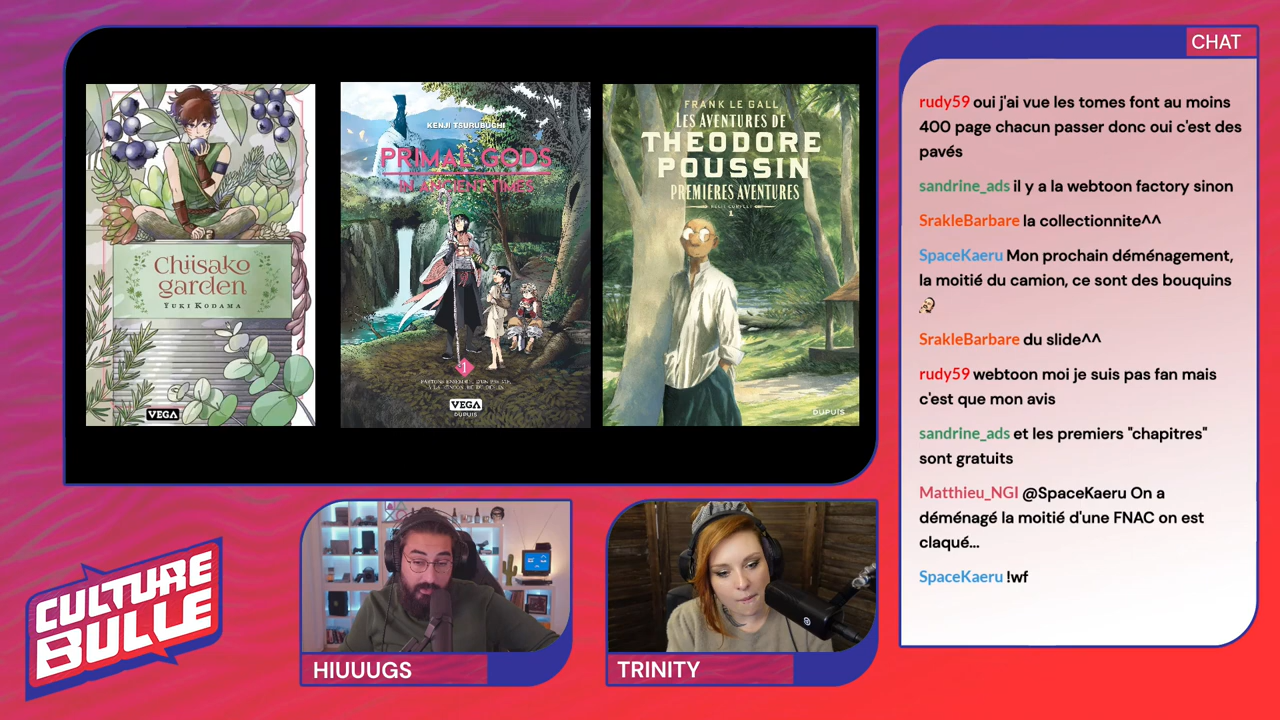 Chiisako
garden
YUKI KODAMA
VEGA
KENJI TSURUBUCHI
PRIMAL GODS
IN ANCIENT TIMES
1
VEGA
DUPUIS
FRANK LE GALL
LES AVENTURES DE
THEODORE
POUSSIN
PREMIÈRES AVENTURES
RÉCIT COMPLET
1
DUPUIS
CHAT
rudy59 oui j'ai vue les tomes font au moins
400 page chacun passer donc oui c'est des
pavés
sandrine_ads il y a la webtoon factory sinon
SrakleBarbare la collectionnite^^
SpaceKaeru Mon prochain déménagement,
la moitié du camion, ce sont des bouquins
SrakleBarbare du slide^^
rudy59 webtoon moi je suis pas fan mais
c'est que mon avis
sandrine_ads et les premiers "chapitres"
sont gratuits
Matthieu_NGI @SpaceKaeru On a
déménagé la moitié d'une FNAC on est
claqué...
SpaceKaeru !wf
CULTURE
BULLE
HIUUUGS
TRINITY